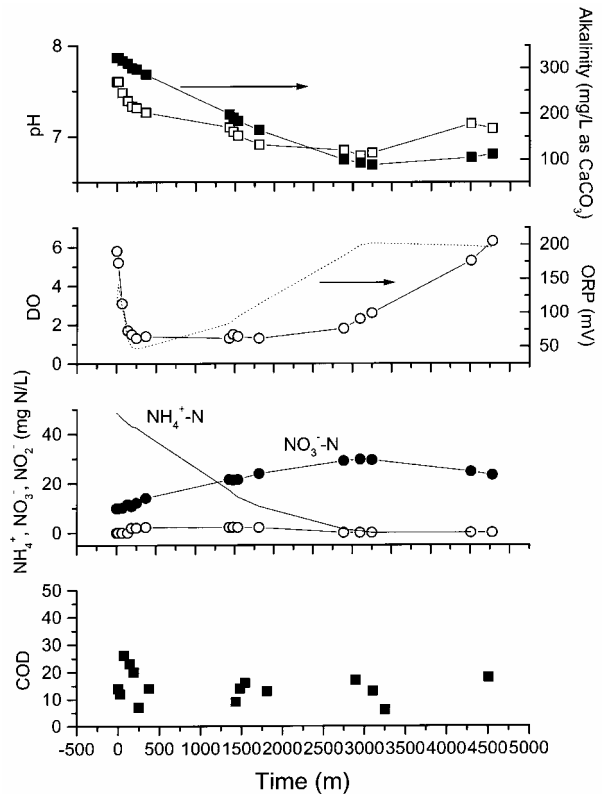 8
7
pH
300
200
100
Alkalinity (mg/L as CaCO₃)
6
4
2
0
DO
200
150
100
50
ORP (mV)
NH₄⁺-N
NO₃⁻-N
40
20
0
NH₄⁺, NO₃⁻, NO₂⁻ (mg N/L)
50
40
30
20
10
0
COD
-500 0 500 1000 1500 2000 2500 3000 3500 4000 4500 5000
Time (m)